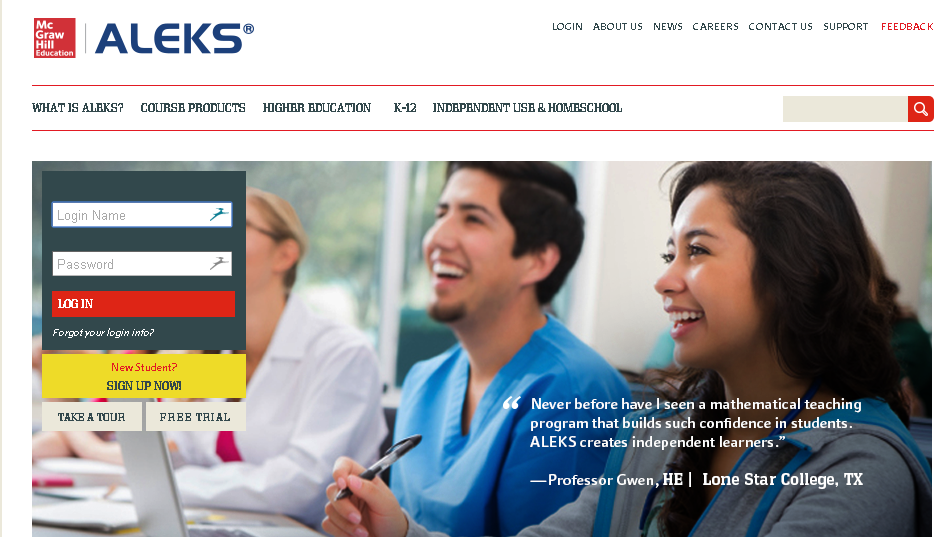 Mc
Graw
Hill
Education
ALEKS®
LOGIN ABOUT US NEWS CAREERS CONTACT US SUPPORT FEEDBACK
WHAT IS ALEKS? COURSE PRODUCTS HIGHER EDUCATION K-12 INDEPENDENT USE & HOMESCHOOL
Login Name
Password
LOG IN
Forgot your login info?
New Student?
SIGN UP NOW!
TAKE A TOUR FREE TRIAL
“ Never before have I seen a mathematical teaching
program that builds such confidence in students.
ALEKS creates independent learners.”
—Professor Gwen, HE | Lone Star College, TX